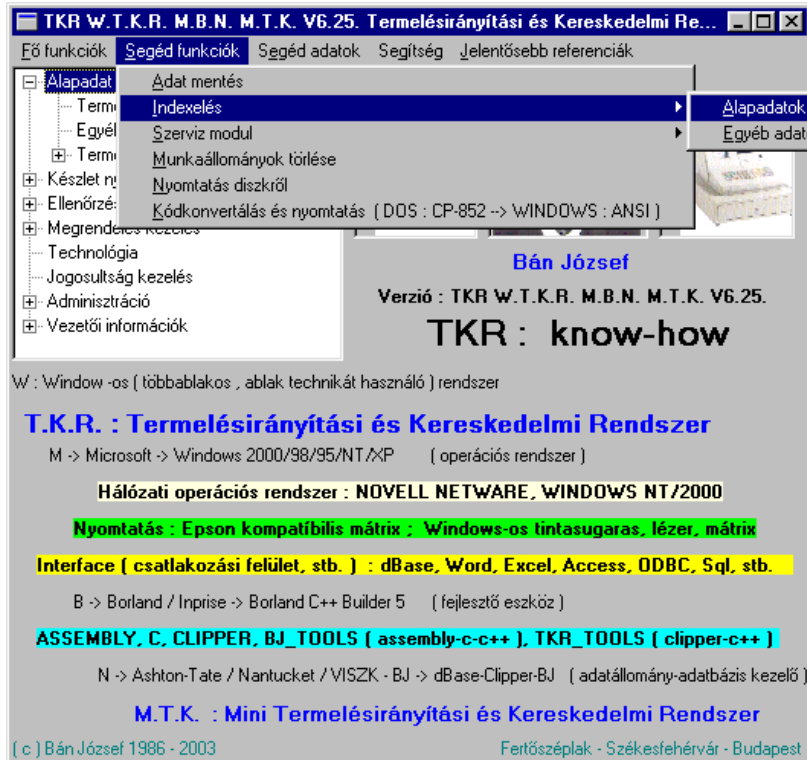 TKR W.T.K.R. M.B.N. M.T.K. V6.25. Termelésirányítási és Kereskedelmi Re...
Fő funkciók Segéd funkciók Segéd adatok Segítség Jelentősebb referenciák
Alapadat
Adat mentés
Indexelés
Alapadatok
Szerviz modul
Egyéb adat
Munkaállományok törlése
Nyomtatás diszkről
Kódkonvertálás és nyomtatás ( DOS : CP-852 --> WINDOWS : ANSI )
Term
Egyél
Term
Készlet ny
Ellenőrzé
Megrendelés kezelés
Technológia
Jogosultság kezelés
Adminisztráció
Vezetői információk
Bán József
Verzió : TKR W.T.K.R. M.B.N. M.T.K. V6.25.
TKR : know-how
W : Window -os ( többablakos , ablak technikát használó ) rendszer
T.K.R. : Termelésirányítási és Kereskedelmi Rendszer
M -> Microsoft -> Windows 2000/98/95/NT/XP ( operációs rendszer )
Hálózati operációs rendszer : NOVELL NETWARE, WINDOWS NT/2000
Nyomtatás : Epson kompatíbilis mátrix ; Windows-os tintasugaras, lézer, mátrix
Interface ( csatlakozási felület, stb. ) : dBase, Word, Excel, Access, ODBC, Sql, stb.
B -> Borland / Inprise -> Borland C++ Builder 5 ( fejlesztő eszköz )
ASSEMBLY, C, CLIPPER, BJ_TOOLS ( assembly-c-c++ ), TKR_TOOLS ( clipper-c++ )
N -> Ashton-Tate / Nantucket / VISZK - BJ -> dBase-Clipper-BJ ( adatállomány-adatbázis kezelő )
M.T.K. : Mini Termelésirányítási és Kereskedelmi Rendszer
( c ) Bán József 1986 - 2003
Fertőszéplak - Székesfehérvár - Budapest